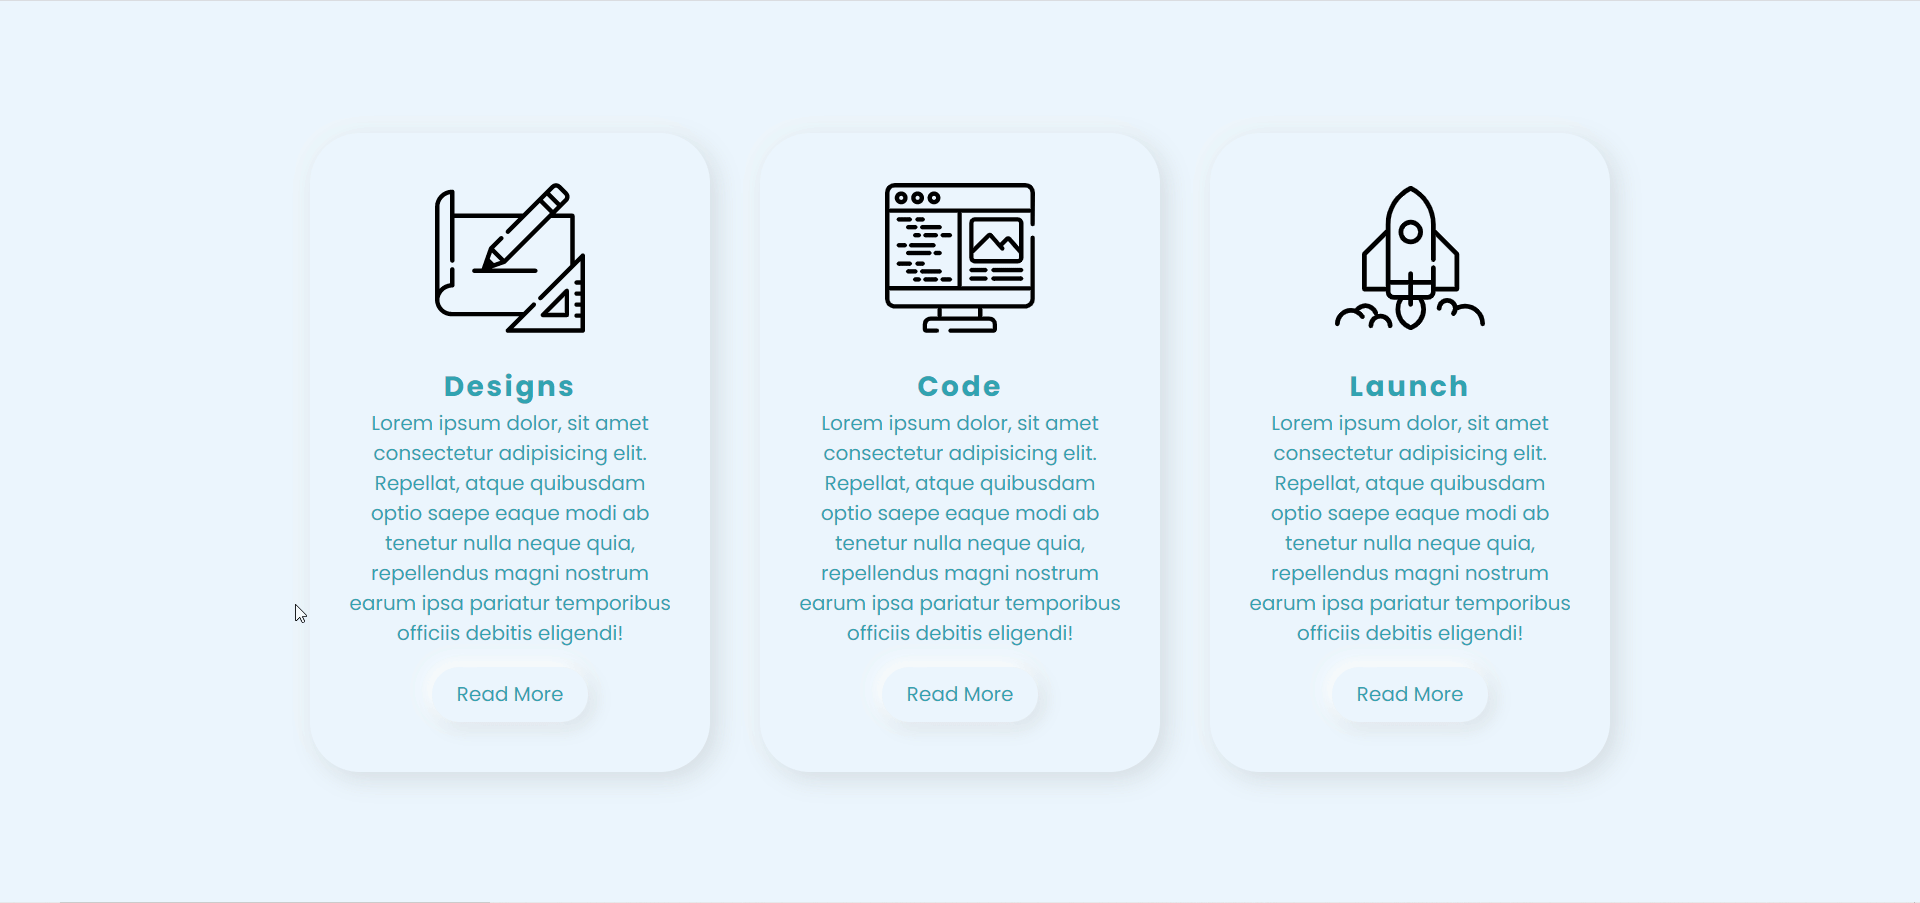 Designs
Lorem ipsum dolor, sit amet
consectetur adipisicing elit.
Repellat, atque quibusdam
optio saepe eaque modi ab
tenetur nulla neque quia,
repellendus magni nostrum
earum ipsa pariatur temporibus
officiis debitis eligendi!
Read More
Code
Lorem ipsum dolor, sit amet
consectetur adipisicing elit.
Repellat, atque quibusdam
optio saepe eaque modi ab
tenetur nulla neque quia,
repellendus magni nostrum
earum ipsa pariatur temporibus
officiis debitis eligendi!
Read More
Launch
Lorem ipsum dolor, sit amet
consectetur adipisicing elit.
Repellat, atque quibusdam
optio saepe eaque modi ab
tenetur nulla neque quia,
repellendus magni nostrum
earum ipsa pariatur temporibus
officiis debitis eligendi!
Read More